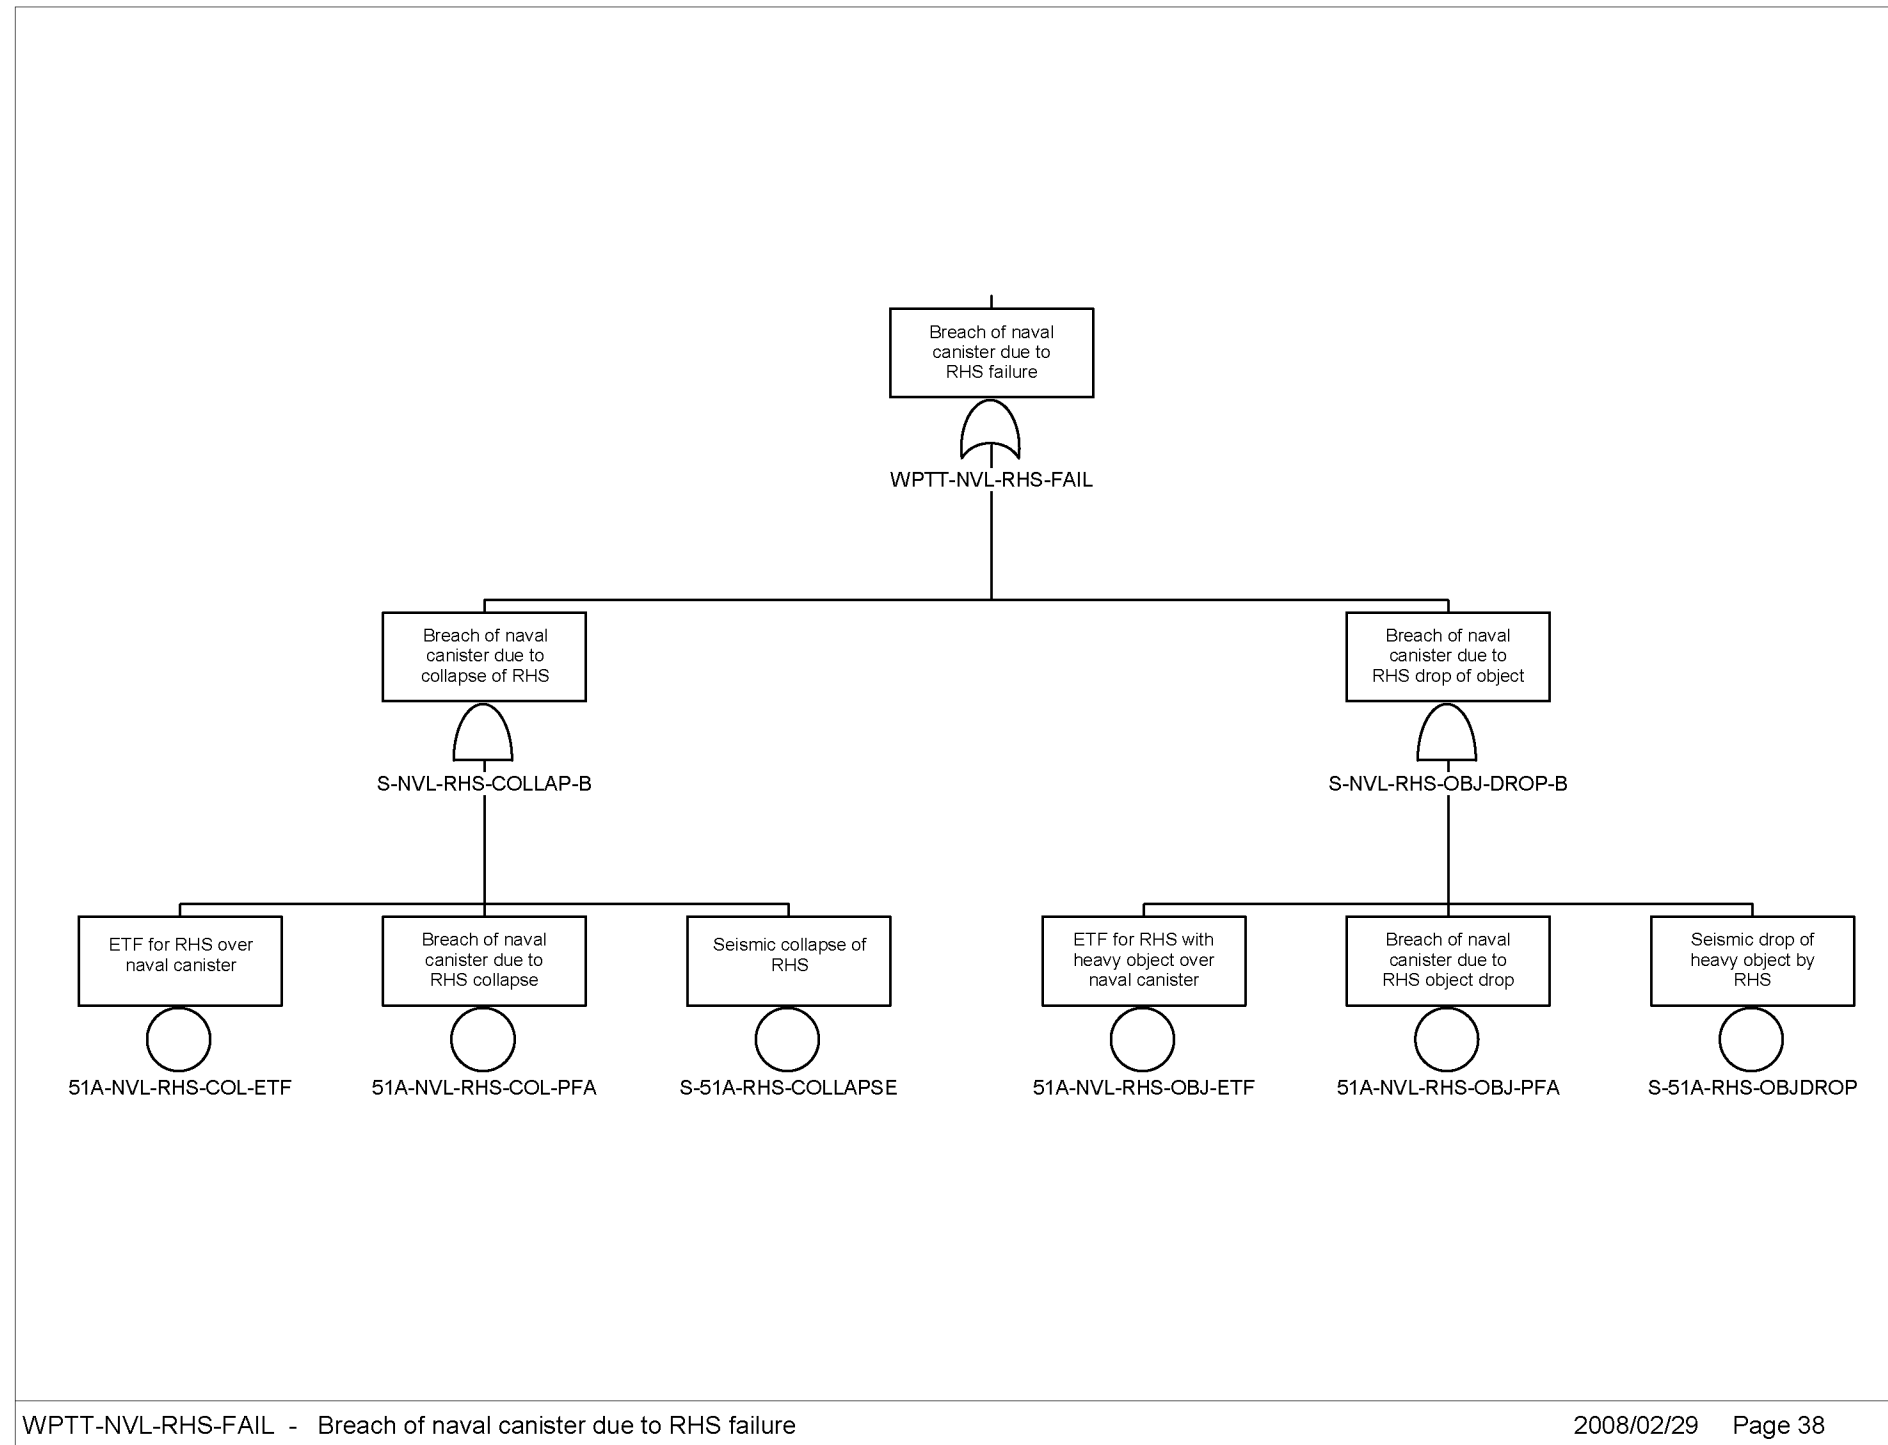 Breach of naval
canister due to
RHS failure
WPTT-NVL-RHS-FAIL
Breach of naval
canister due to
collapse of RHS
S-NVL-RHS-COLLAP-B
Breach of naval
canister due to
RHS drop of object
S-NVL-RHS-OBJ-DROP-B
ETF for RHS over
naval canister
51A-NVL-RHS-COL-ETF
Breach of naval
canister due to
RHS collapse
51A-NVL-RHS-COL-PFA
Seismic collapse of
RHS
S-51A-RHS-COLLAPSE
ETF for RHS with
heavy object over
naval canister
51A-NVL-RHS-OBJ-ETF
Breach of naval
canister due to
RHS object drop
51A-NVL-RHS-OBJ-PFA
Seismic drop of
heavy object by
RHS
S-51A-RHS-OBJDROP
WPTT-NVL-RHS-FAIL - Breach of naval canister due to RHS failure
2008/02/29 Page 38